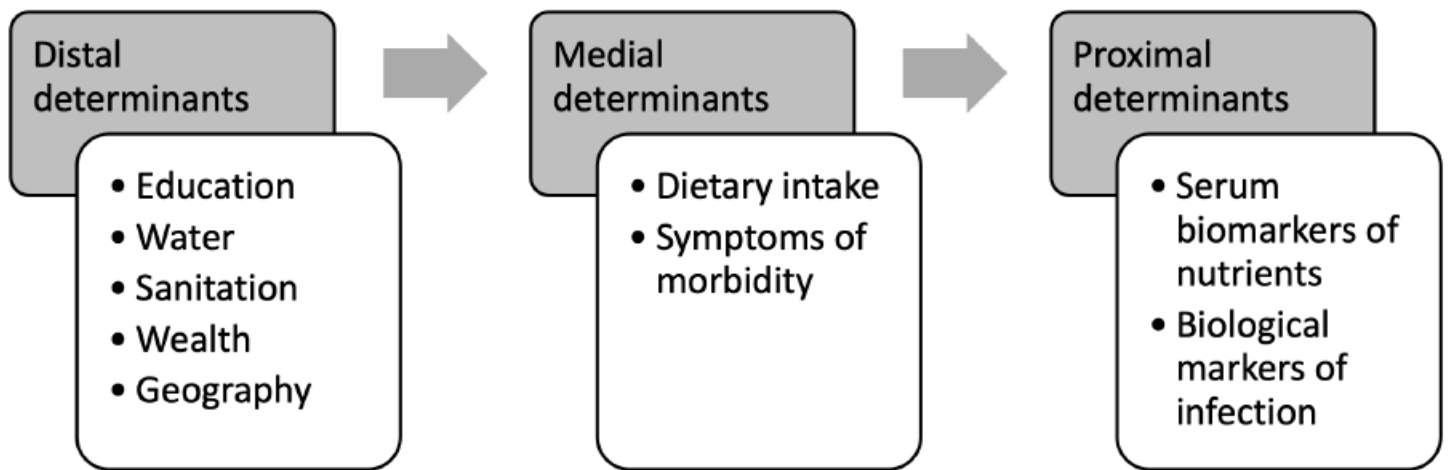 Distal
determinants
• Education
• Water
• Sanitation
• Wealth
• Geography
Medial
determinants
• Dietary intake
• Symptoms of
morbidity
Proximal
determinants
• Serum
biomarkers of
nutrients
• Biological
markers of
infection